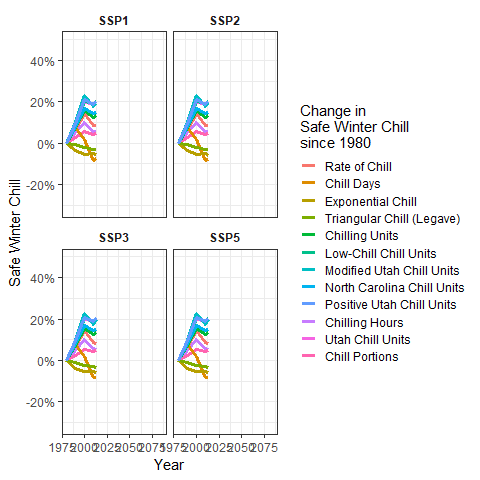 SSP1
SSP2
40%
20%
0%
-20%
SSP3
SSP5
40%
20%
0%
-20%
1975 2000 2025 2050 2075
1975 2000 2025 2050 2075
Year
Safe Winter Chill
Change in
Safe Winter Chill
since 1980
Rate of Chill
Chill Days
Exponential Chill
Triangular Chill (Legave)
Chilling Units
Low-Chill Chill Units
Modified Utah Chill Units
North Carolina Chill Units
Positive Utah Chill Units
Chilling Hours
Utah Chill Units
Chill Portions